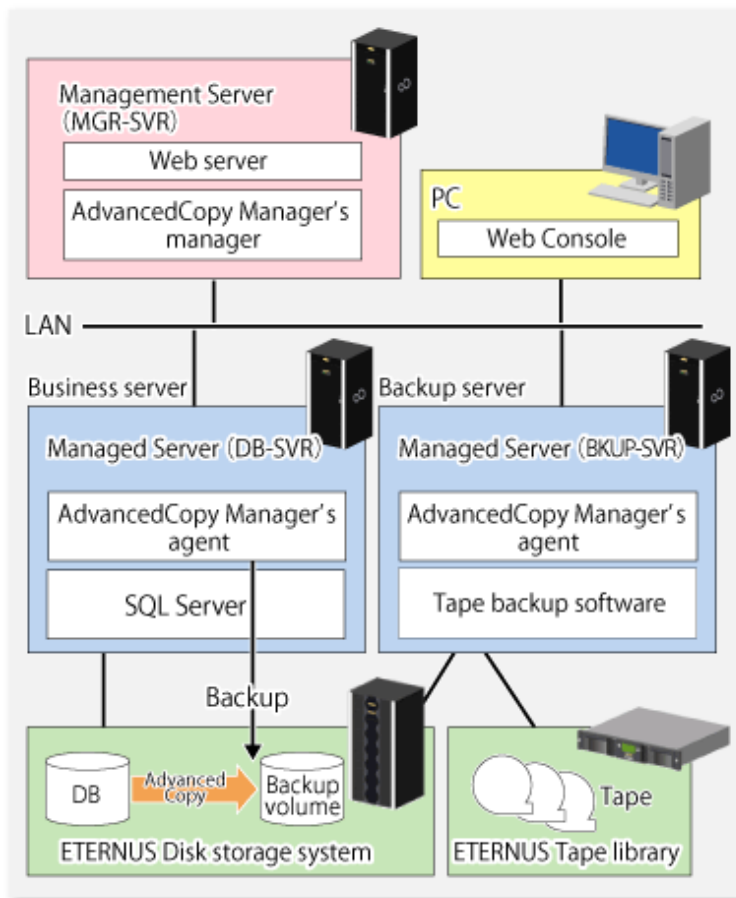 Management Server
(MGR-SVR)
Web server
AdvancedCopy Manager's
manager
PC
Web Console
LAN
Business server
Managed Server (DB-SVR)
AdvancedCopy Manager's
agent
SQL Server
Backup server
Managed Server (BKUP-SVR)
AdvancedCopy Manager's
agent
Tape backup software
Backup
DB
Advanced
Copy
Backup
volume
ETERNUS Disk storage system
Tape
ETERNUS Tape library